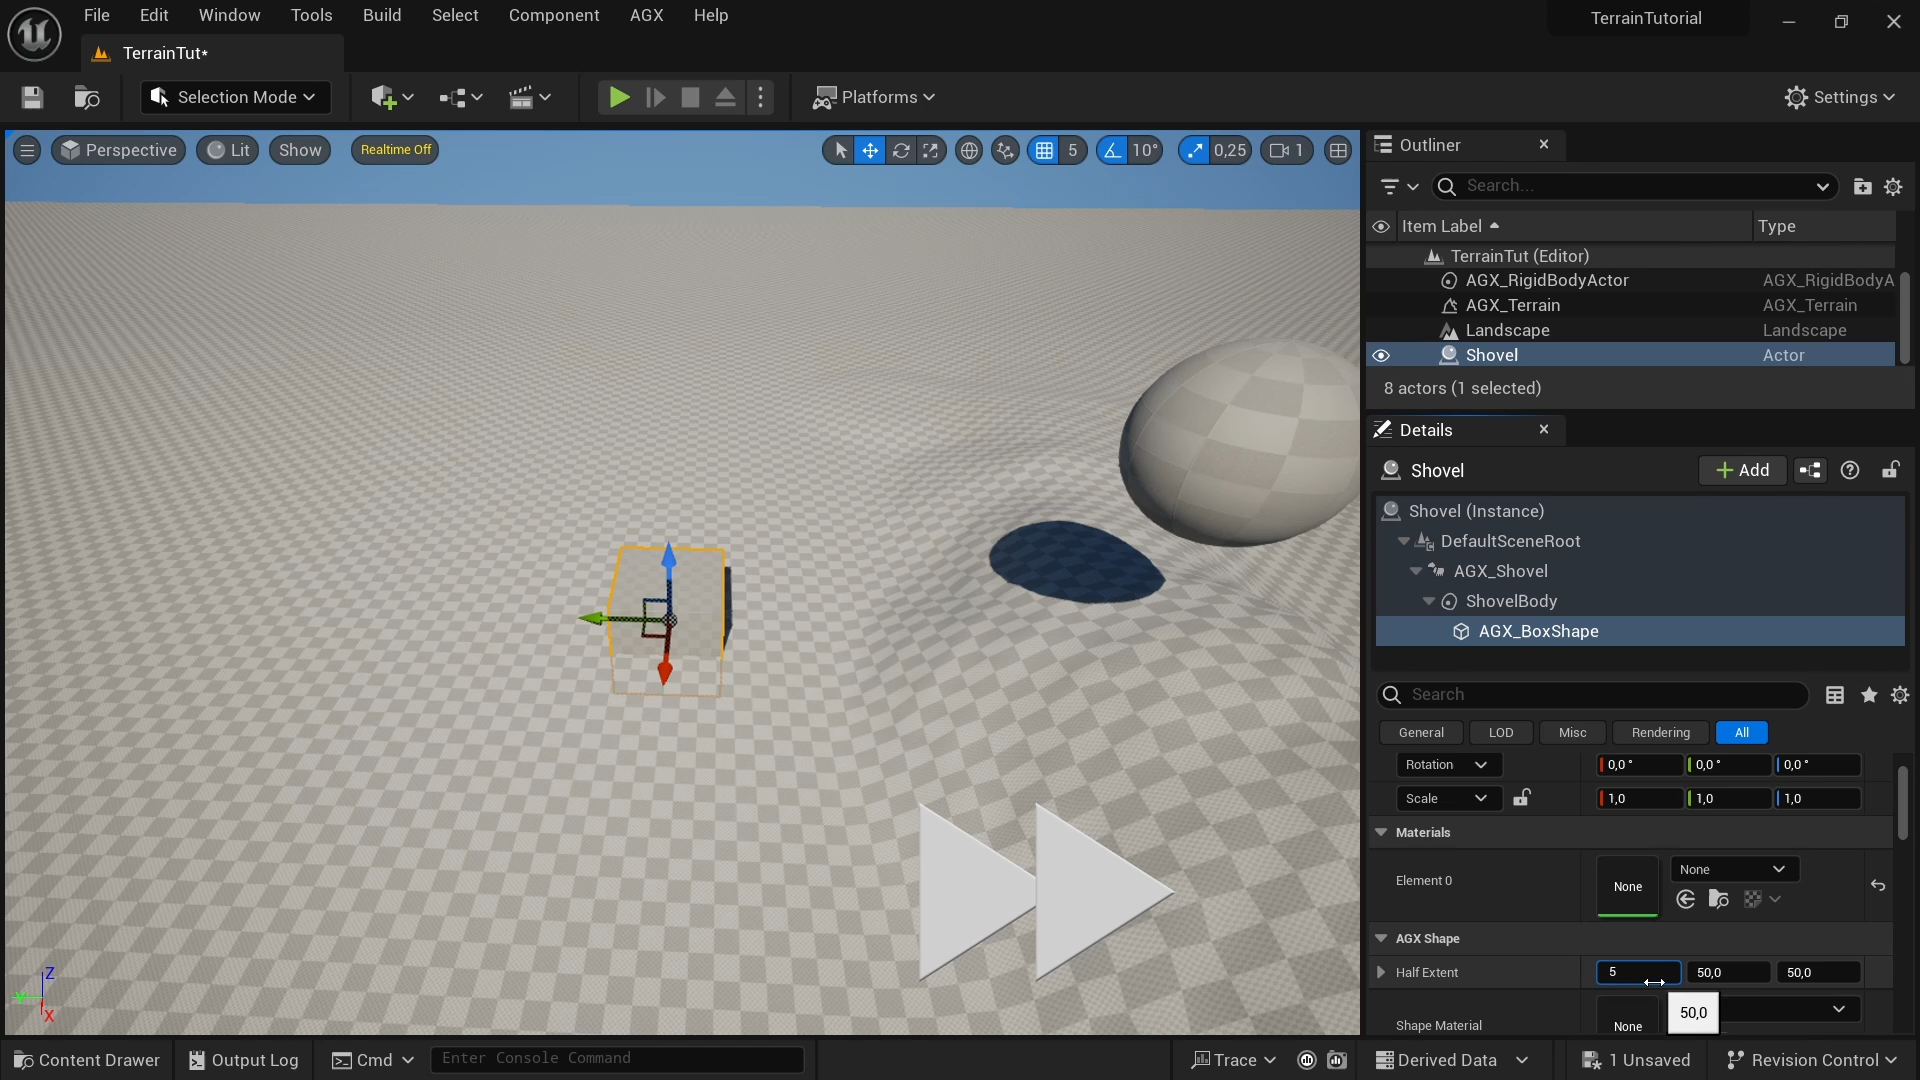 File Edit Window Tools Build Select Component AGX Help
TerrainTutorial
TerrainTut*
Selection Mode
Platforms
Settings
Perspective Lit Show Realtime Off
5 10° 0,25 1
Outliner
Search...
Item Label Type
TerrainTut (Editor)
AGX_RigidBodyActor AGX_RigidBodyA
AGX_Terrain AGX_Terrain
Landscape Landscape
Shovel Actor
8 actors (1 selected)
Details
Shovel
Add
Shovel (Instance)
DefaultSceneRoot
AGX_Shovel
ShovelBody
AGX_BoxShape
Search
General LOD Misc Rendering All
Rotation 0,0 ° 0,0 ° 0,0 °
Scale 1,0 1,0 1,0
Materials
None
Element 0 None
AGX Shape
Half Extent 5 50,0 50,0
50,0
Shape Material None
Z
Y
X
Content Drawer Output Log Cmd Enter Console Command Trace Derived Data 1 Unsaved Revision Control